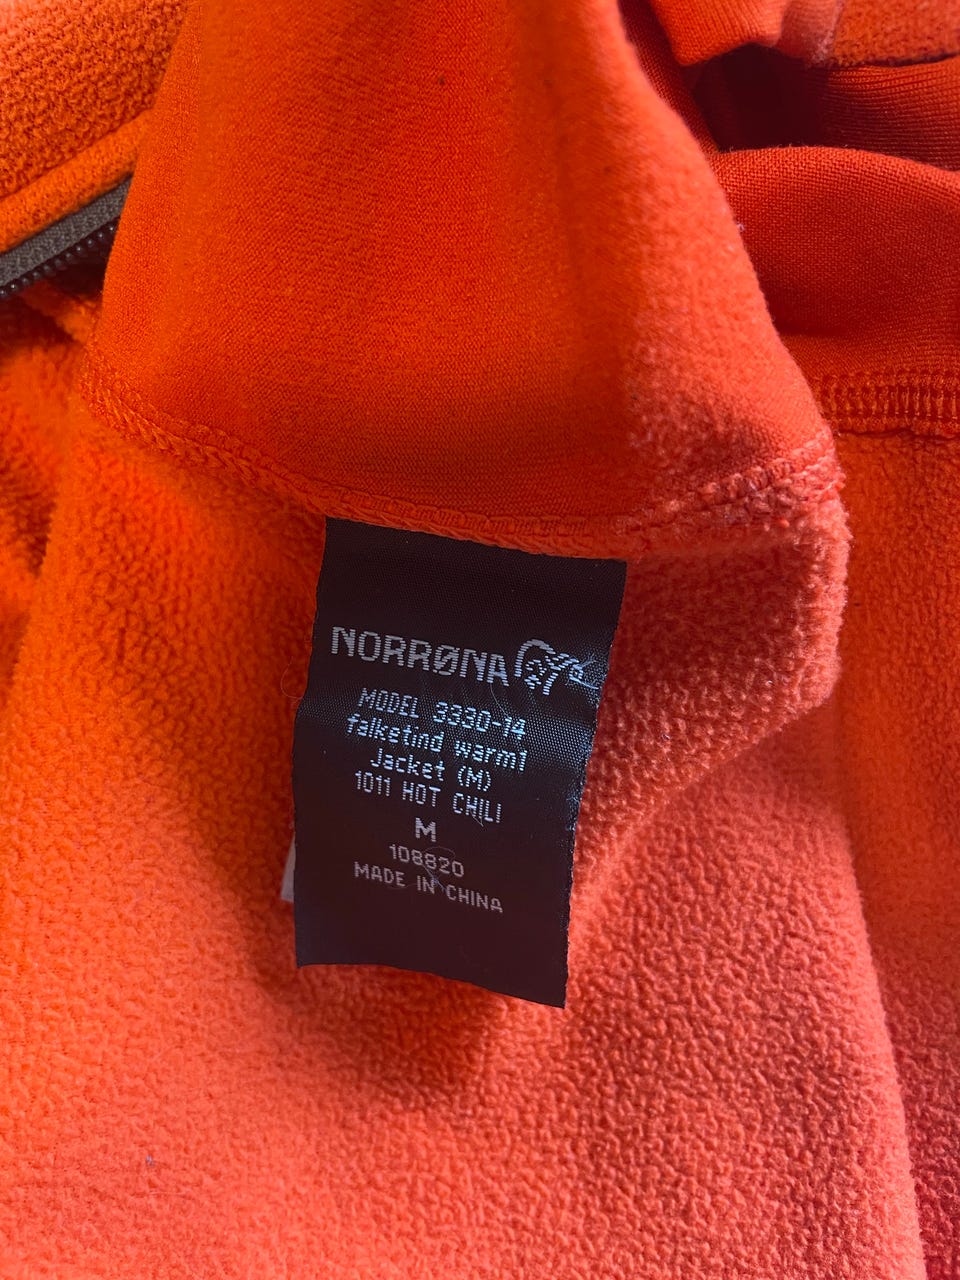 NORRØNA
MODEL 3330-14
falketind warm1
Jacket (M)
1011 HOT CHILI
M
108820
MADE IN CHINA